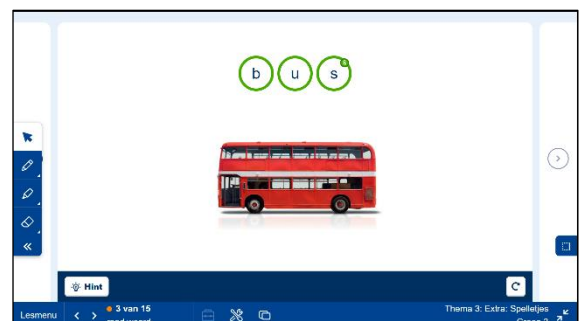 b u s
Hint
Lesmenu
3 van 15
Thema 3: Extra: Spelletjes